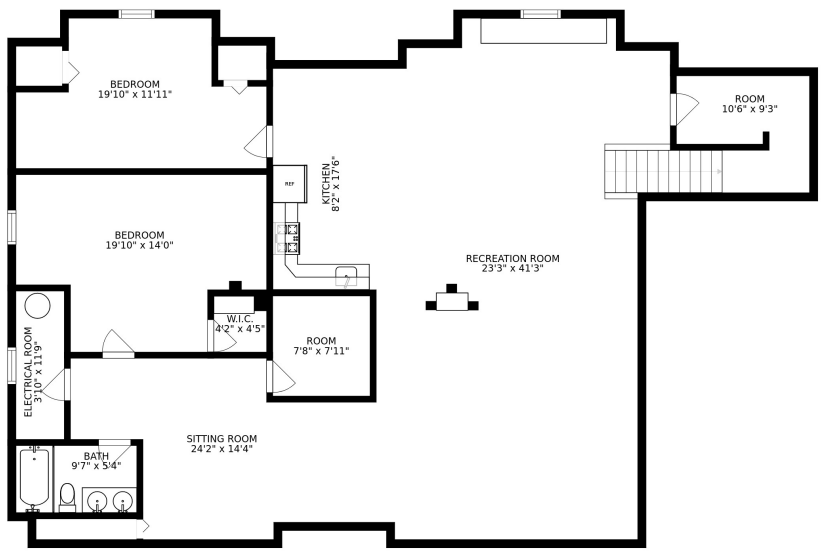 BEDROOM
19'10" x 11'11"
ROOM
10'6" x 9'3"
REF
KITCHEN
8'2" x 17'6"
BEDROOM
19'10" x 14'0"
RECREATION ROOM
23'3" x 41'3"
W.I.C.
4'2" x 4'5"
ROOM
7'8" x 7'11"
ELECTRICAL ROOM
3'10" x 11'9"
SITTING ROOM
24'2" x 14'4"
BATH
9'7" x 5'4"